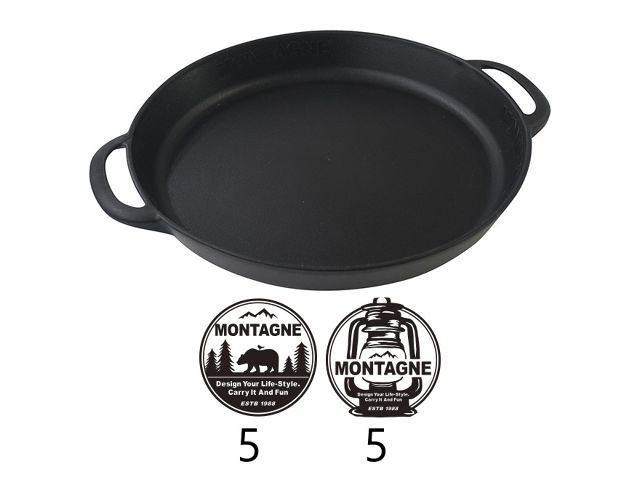 MONTAGNE
MONTAGNE
Design Your Life-Style.
Carry It And Fun
ESTB 1988
MONTAGNE
Design Your Life-Style.
Carry It And Fun
ESTB 1988
5
5